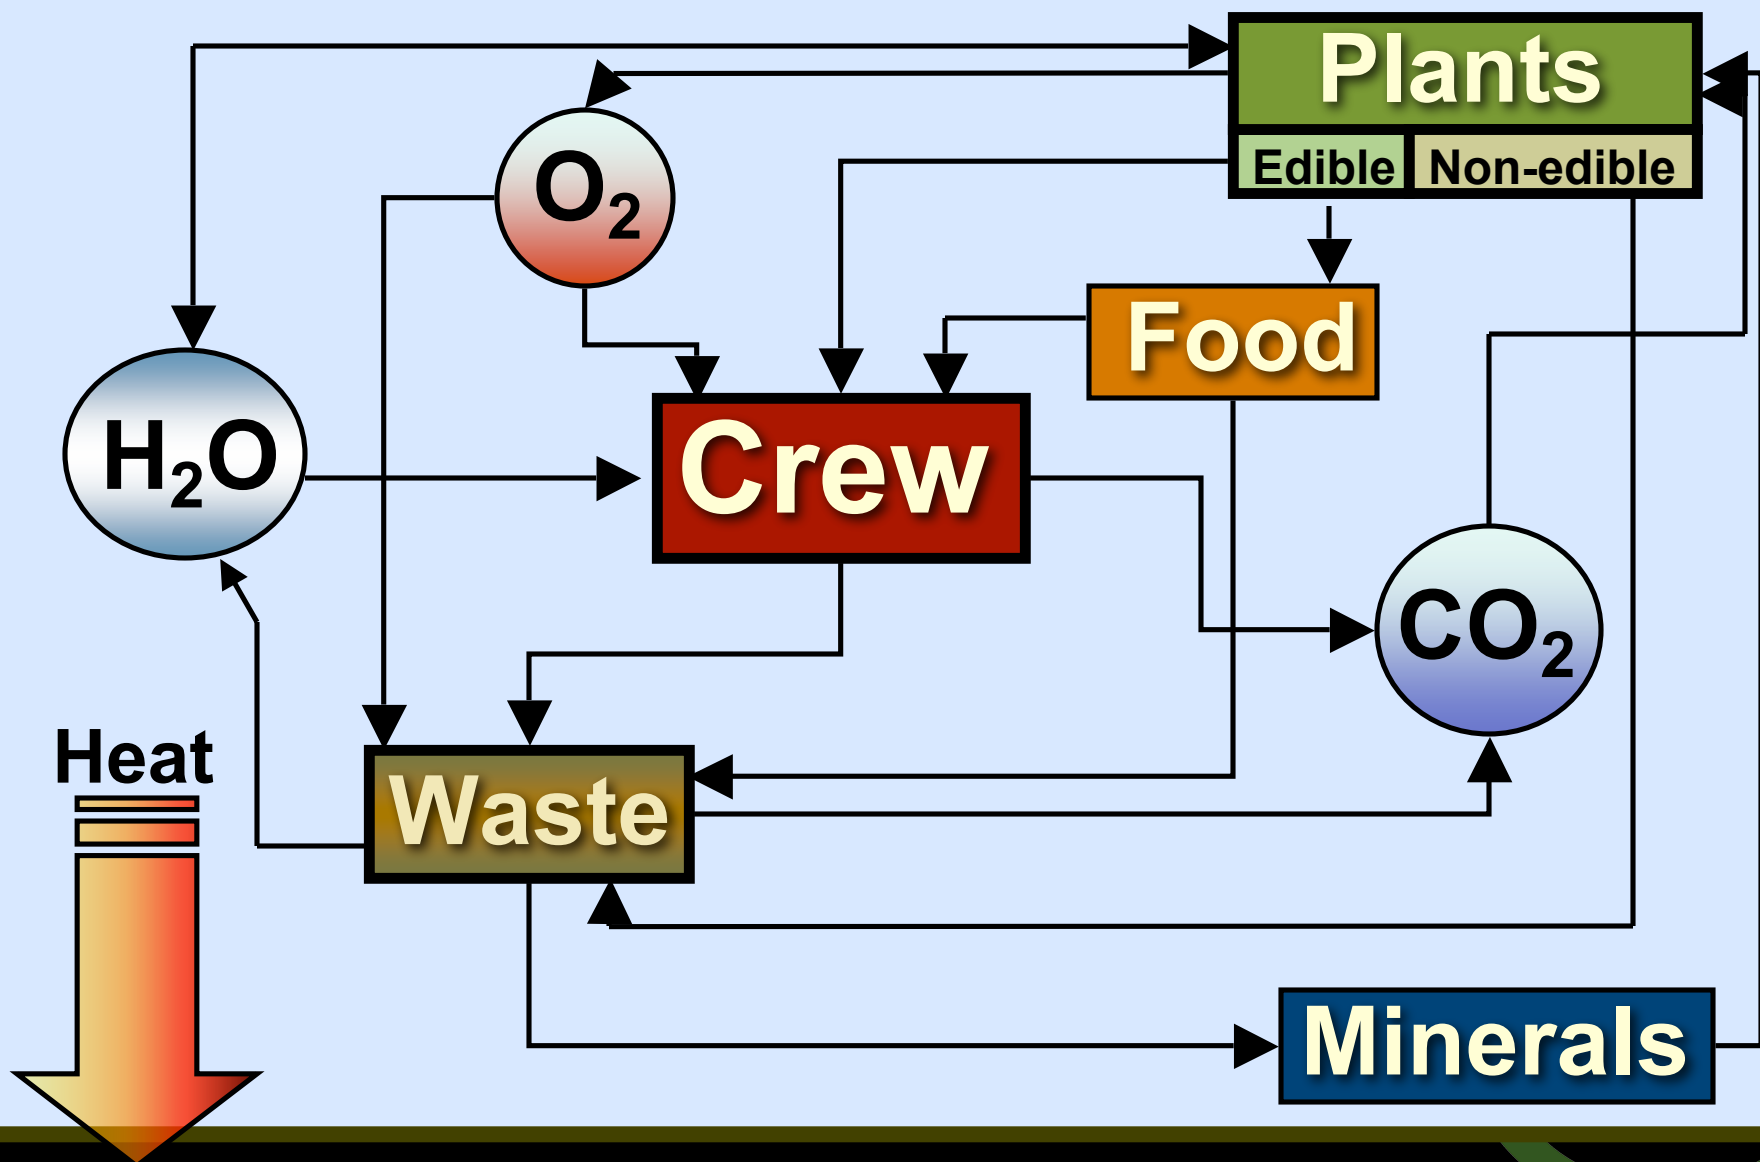 Plants
Edible
Non-edible
O₂
Food
H₂O
Crew
CO₂
Heat
Waste
Minerals